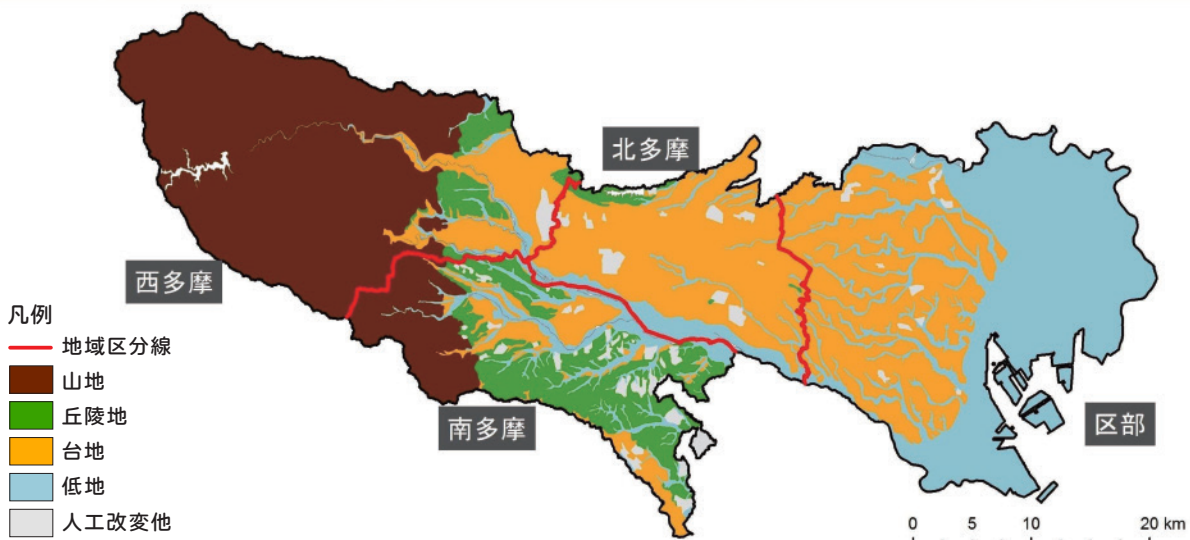 北多摩
西多摩
南多摩
区部
凡例
地域区分線
山地
丘陵地
台地
低地
人工改変他
0 5 10 20 km